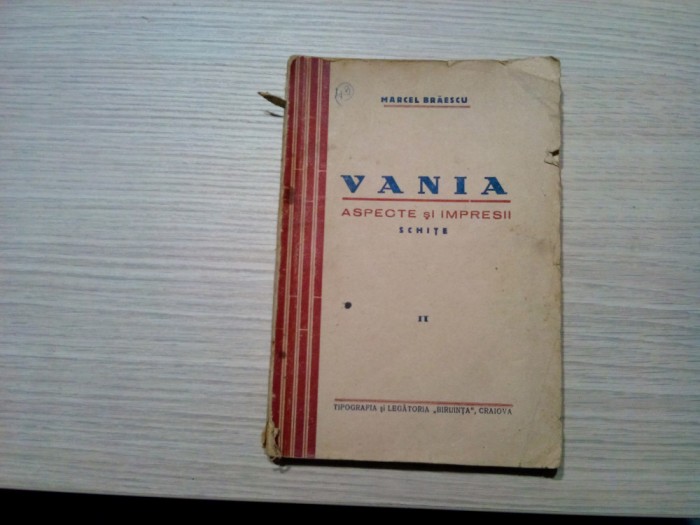 MARCEL BRĂESCU
VANIA
ASPECTE și IMPRESII
SCHIȚE
II
TIPOGRAFIA și LEGĂTORIA „BIRUINȚA", CRAIOVA